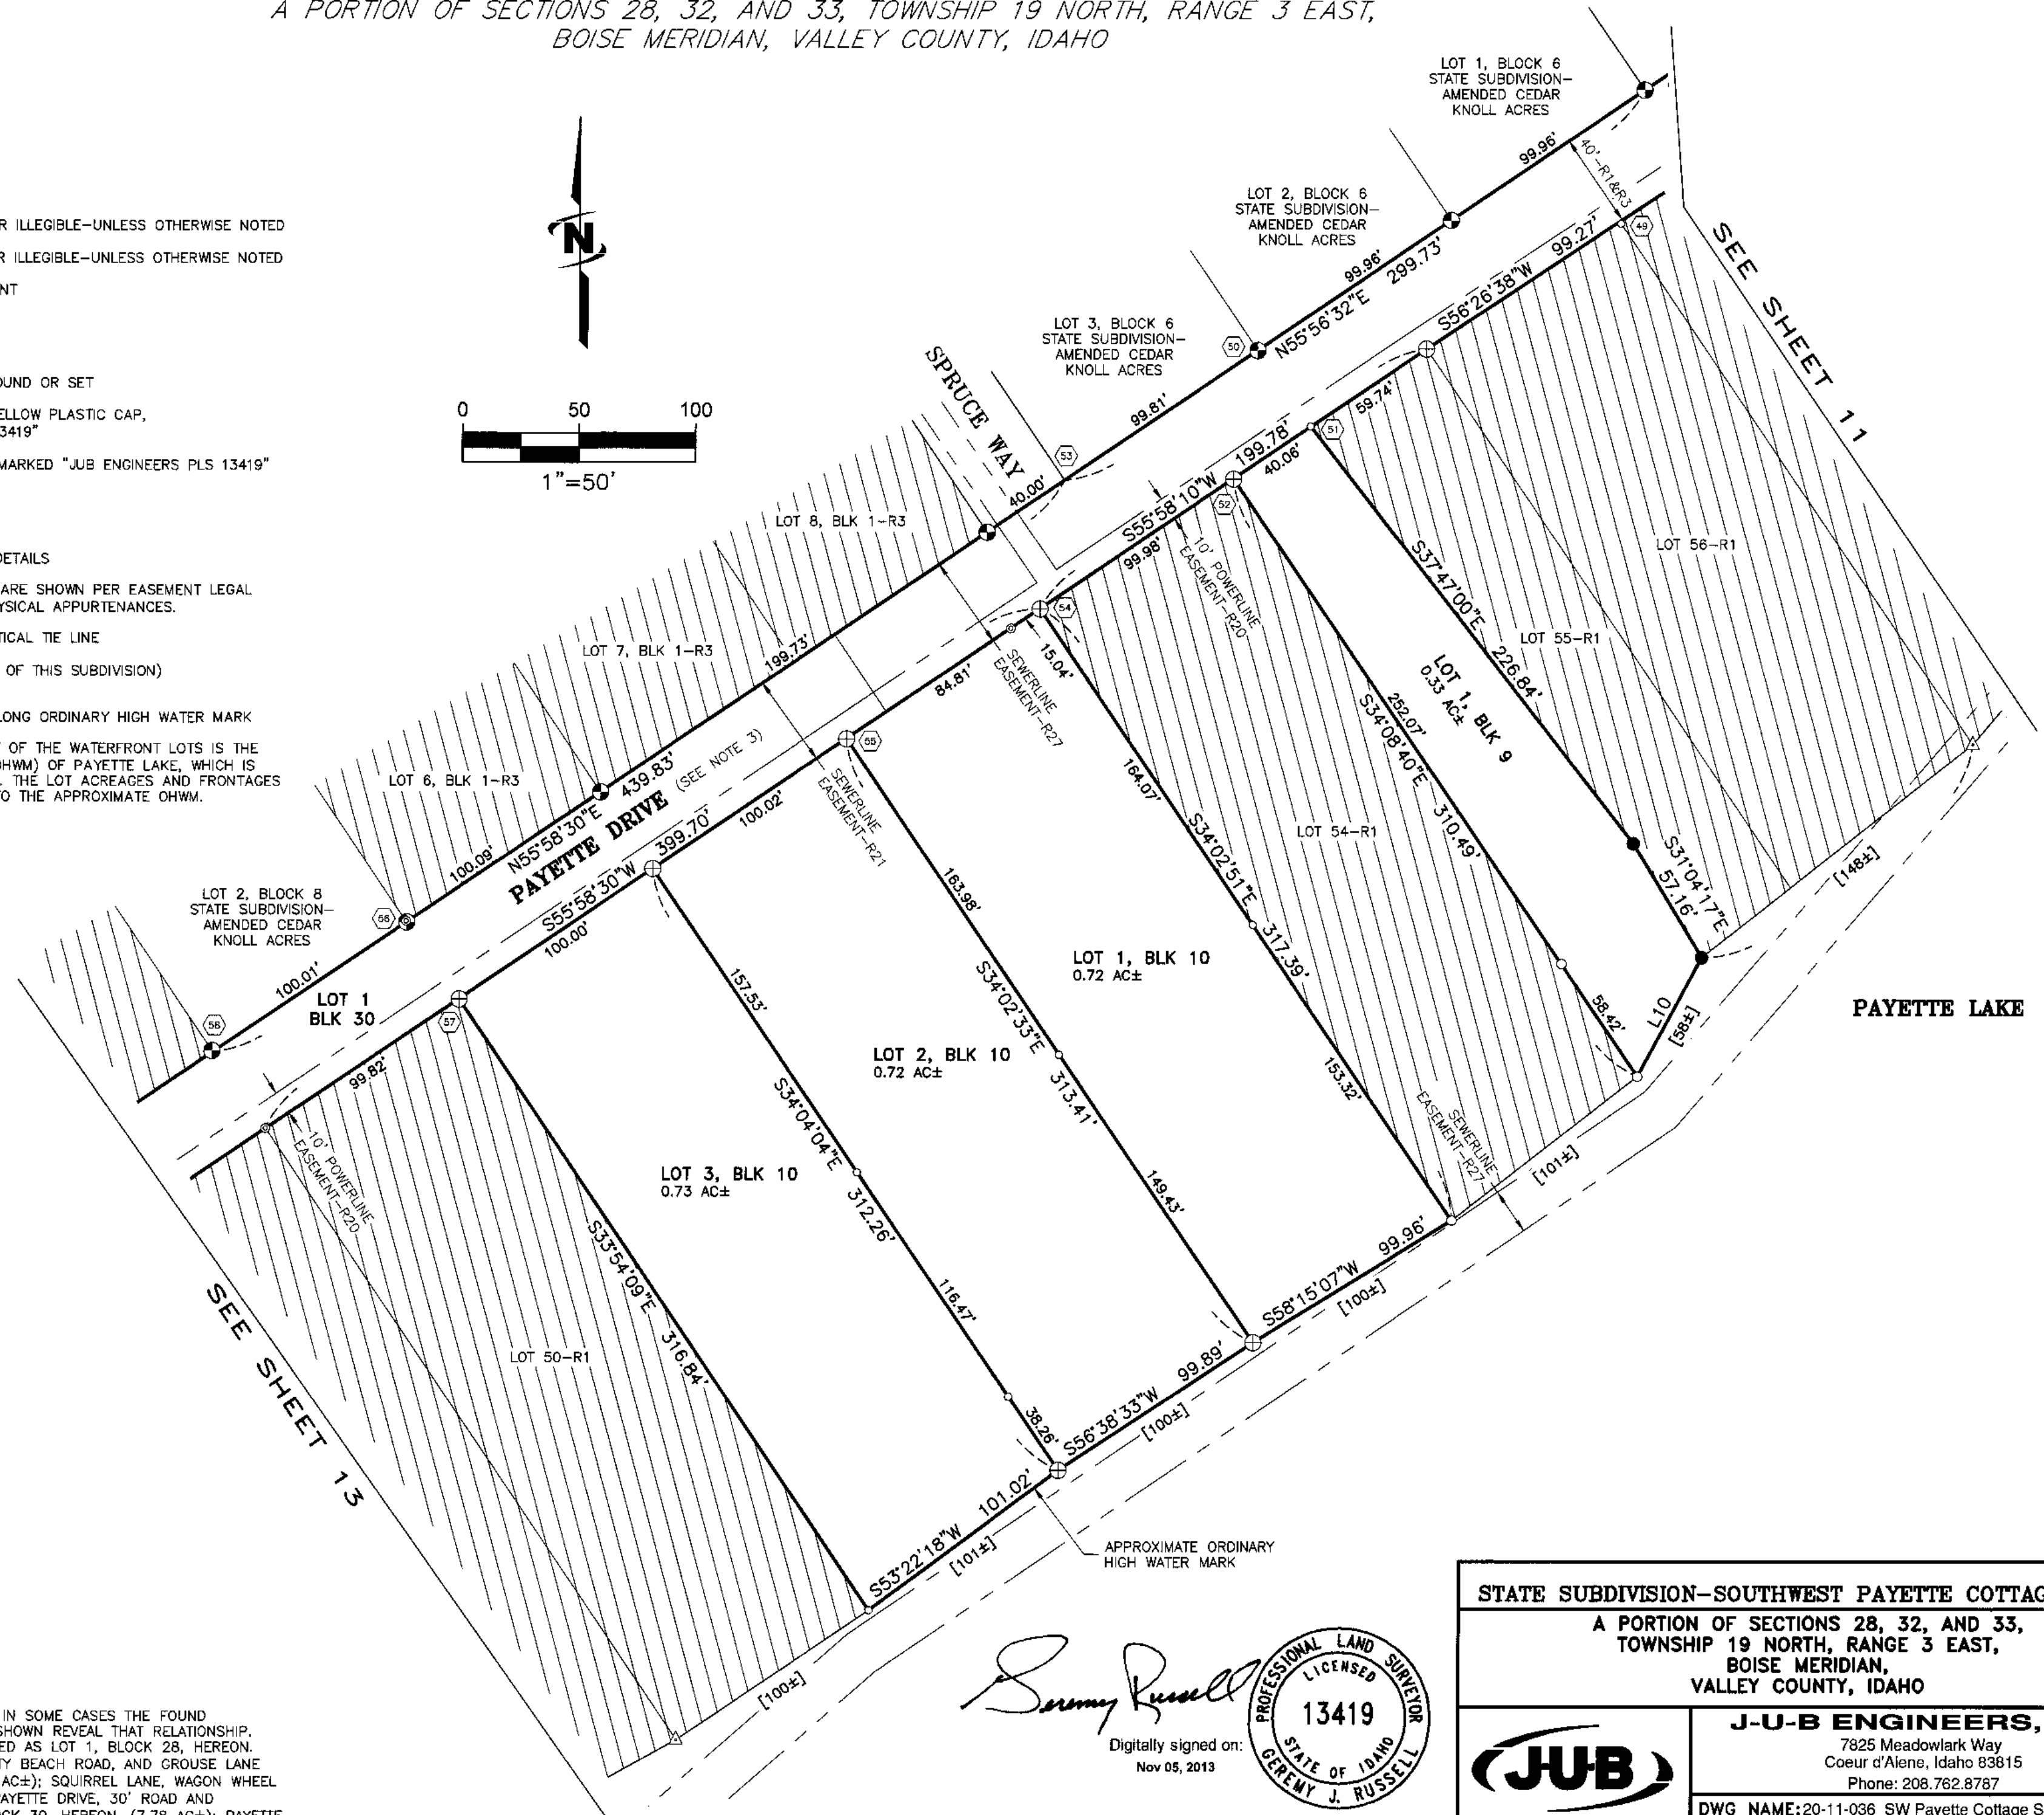 A PORTION OF SECTIONS 28, 32, AND 33, TOWNSHIP 19 NORTH, RANGE 3 EAST,
BOISE MERIDIAN, VALLEY COUNTY, IDAHO
R ILLEGIBLE-UNLESS OTHERWISE NOTED
R ILLEGIBLE-UNLESS OTHERWISE NOTED
NT
OUND OR SET
ELLOW PLASTIC CAP,
3419"
MARKED "JUB ENGINEERS PLS 13419"
DETAILS
ARE SHOWN PER EASEMENT LEGAL
YSICAL APPURTENANCES.
TICAL TIE LINE
OF THIS SUBDIVISION)
LONG ORDINARY HIGH WATER MARK
OF THE WATERFRONT LOTS IS THE
OHWM) OF PAYETTE LAKE, WHICH IS
THE LOT ACREAGES AND FRONTAGES
O THE APPROXIMATE OHWM.
N
0 50 100
1"=50'
LOT 1, BLOCK 6
STATE SUBDIVISION-
AMENDED CEDAR
KNOLL ACRES
LOT 2, BLOCK 6
STATE SUBDIVISION-
AMENDED CEDAR
KNOLL ACRES
LOT 3, BLOCK 6
STATE SUBDIVISION-
AMENDED CEDAR
KNOLL ACRES
99.96'
40'-R1&R3
49
99.96'
N55°56'32"E 299.73'
S56°26'38"W 99.27'
SEE SHEET 11
50
99.81'
59.74'
51
SPRUCE WAY
53
40.00'
S55°58'10"W 199.78'
40.06'
52
99.98'
10' POWERLINE
EASEMENT-R20
54
LOT 8, BLK 1-R3
LOT 7, BLK 1-R3
LOT 6, BLK 1-R3
199.73'
N55°58'30"E 439.83'
PAYETTE DRIVE (SEE NOTE 3)
S55°58'30"W 399.70'
15.04'
84.81'
SEWERLINE
EASEMENT-R27
55
SEWERLINE
EASEMENT-R21
100.02'
100.09'
100.00'
56
LOT 2, BLOCK 8
STATE SUBDIVISION-
AMENDED CEDAR
KNOLL ACRES
100.01'
58
LOT 1
BLK 30
57
99.82'
10' POWERLINE
EASEMENT-R20
LOT 56-R1
LOT 55-R1
S37°47'00"E 226.84'
LOT 1, BLK 9
0.33 AC±
252.07'
S34°08'40"E 310.49'
58.42'
S31°04'17"E
57.16'
L10
[58±]
[148±]
PAYETTE LAKE
LOT 54-R1
164.07'
S34°02'51"E 317.39'
153.32'
SEWERLINE
EASEMENT-R27
[101±]
LOT 1, BLK 10
0.72 AC±
163.98'
S34°02'33"E 313.41'
149.43'
LOT 2, BLK 10
0.72 AC±
157.53'
S34°04'04"E 312.26'
116.47'
38.26'
LOT 3, BLK 10
0.73 AC±
S33°54'09"E 316.84'
LOT 50-R1
S58°15'07"W 99.96'
[100±]
S56°38'33"W 99.89'
[100±]
S53°22'18"W 101.02'
[101±]
[100±]
SEE SHEET 13
APPROXIMATE ORDINARY
HIGH WATER MARK
Jeremy Russell
Digitally signed on:
Nov 05, 2013
PROFESSIONAL LAND SURVEYOR
LICENSED
13419
STATE OF IDAHO
GEREMY J. RUSSELL
IN SOME CASES THE FOUND
SHOWN REVEAL THAT RELATIONSHIP.
ED AS LOT 1, BLOCK 28, HEREON.
TY BEACH ROAD, AND GROUSE LANE
AC±); SQUIRREL LANE, WAGON WHEEL
AYETTE DRIVE, 30' ROAD AND
STATE SUBDIVISION-SOUTHWEST PAYETTE COTTAG
A PORTION OF SECTIONS 28, 32, AND 33,
TOWNSHIP 19 NORTH, RANGE 3 EAST,
BOISE MERIDIAN,
VALLEY COUNTY, IDAHO
JUB
J-U-B ENGINEERS,
7825 Meadowlark Way
Coeur d'Alene, Idaho 83815
Phone: 208.762.8787
DWG NAME:20-11-036 SW Payette Cottage S